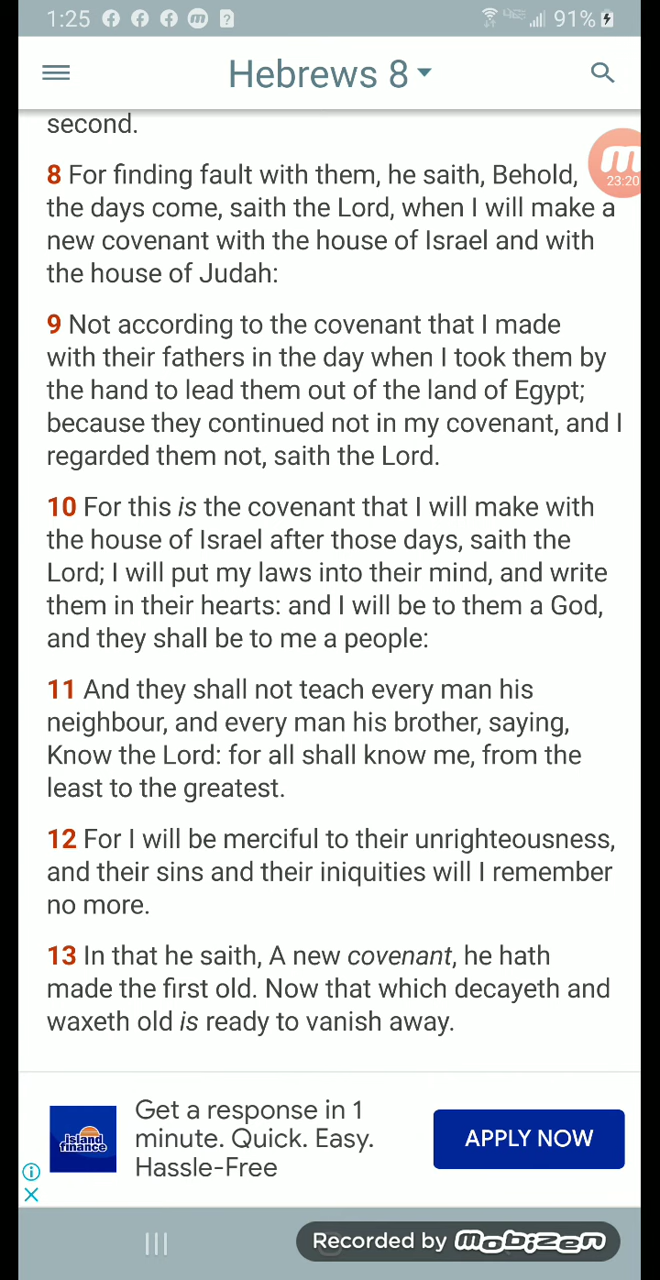 1:25 91%
Hebrews 8
second.
23:20
8 For finding fault with them, he saith, Behold,
the days come, saith the Lord, when I will make a
new covenant with the house of Israel and with
the house of Judah:
9 Not according to the covenant that I made
with their fathers in the day when I took them by
the hand to lead them out of the land of Egypt;
because they continued not in my covenant, and I
regarded them not, saith the Lord.
10 For this is the covenant that I will make with
the house of Israel after those days, saith the
Lord; I will put my laws into their mind, and write
them in their hearts: and I will be to them a God,
and they shall be to me a people:
11 And they shall not teach every man his
neighbour, and every man his brother, saying,
Know the Lord: for all shall know me, from the
least to the greatest.
12 For I will be merciful to their unrighteousness,
and their sins and their iniquities will I remember
no more.
13 In that he saith, A new covenant, he hath
made the first old. Now that which decayeth and
waxeth old is ready to vanish away.
island
finance
Get a response in 1
minute. Quick. Easy.
Hassle-Free
APPLY NOW
Recorded by mobizen